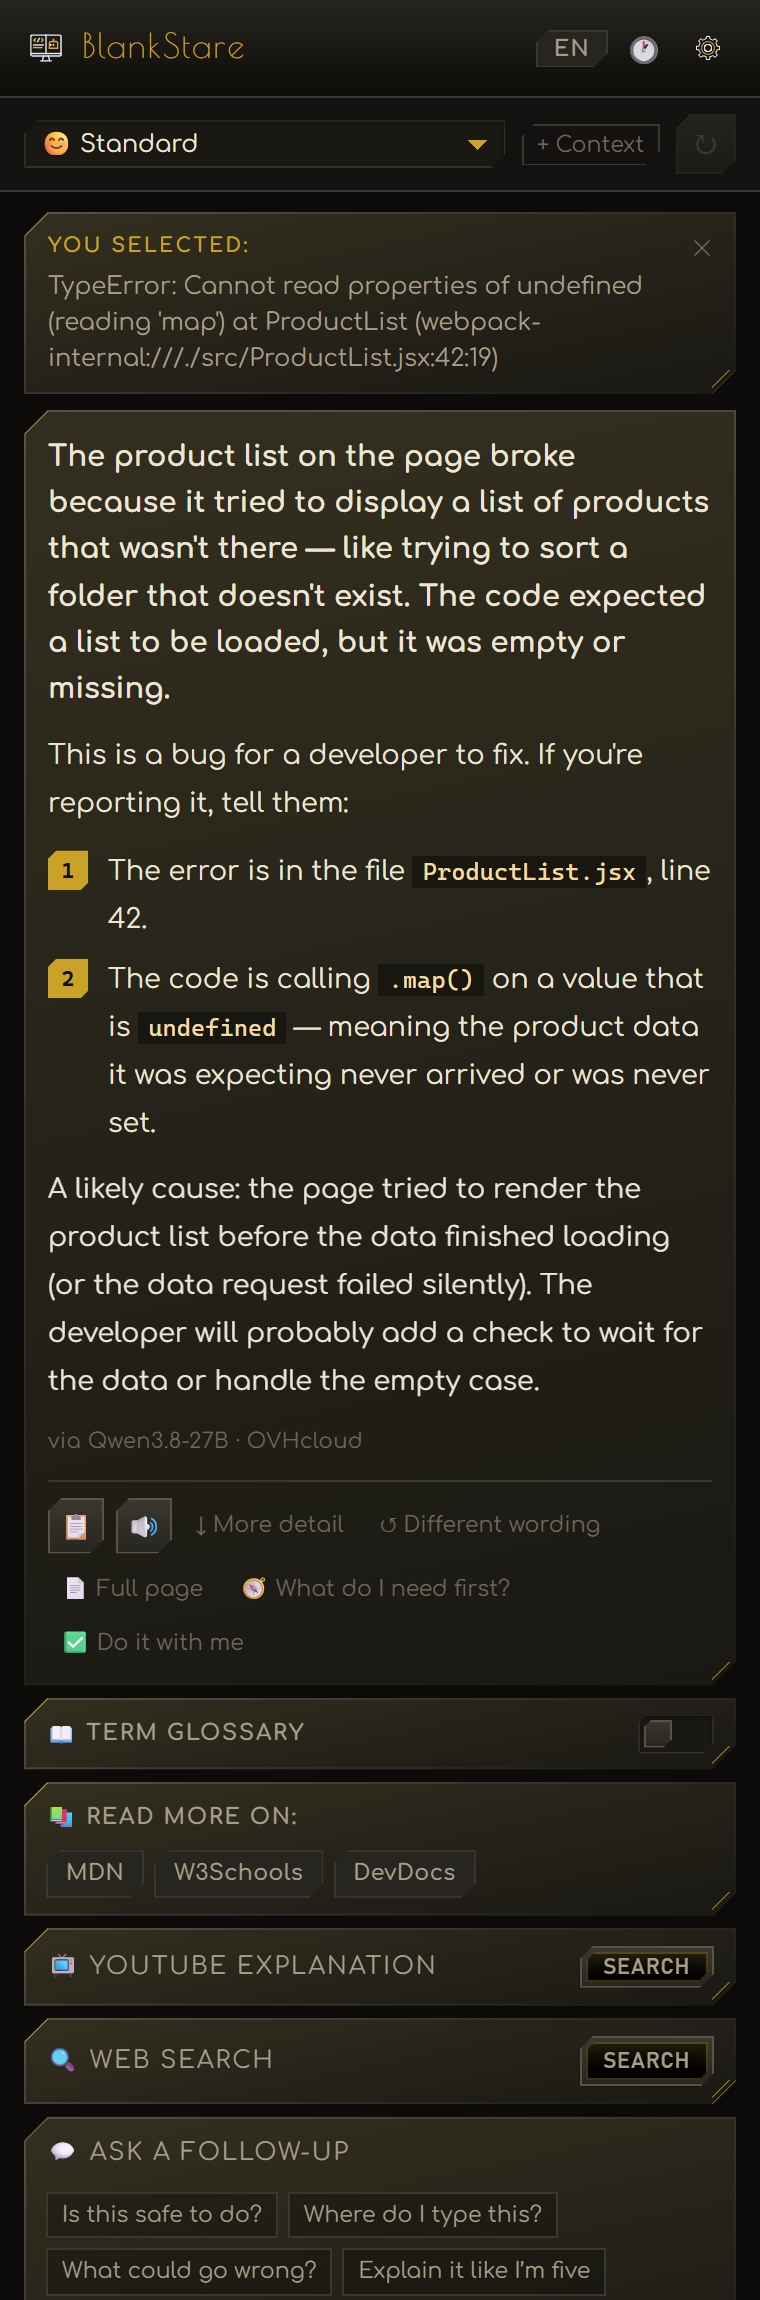 BlankStare
EN
Standard
+ Context
YOU SELECTED:
TypeError: Cannot read properties of undefined
(reading 'map') at ProductList (webpack-
internal:///./src/ProductList.jsx:42:19)
The product list on the page broke
because it tried to display a list of products
that wasn't there — like trying to sort a
folder that doesn't exist. The code expected
a list to be loaded, but it was empty or
missing.
This is a bug for a developer to fix. If you're
reporting it, tell them:
1 The error is in the file ProductList.jsx, line
42.
2 The code is calling .map() on a value that
is undefined — meaning the product data
it was expecting never arrived or was never
set.
A likely cause: the page tried to render the
product list before the data finished loading
(or the data request failed silently). The
developer will probably add a check to wait for
the data or handle the empty case.
via Qwen3.8-27B · OVHcloud
↓ More detail ↺ Different wording
Full page What do I need first?
Do it with me
TERM GLOSSARY
READ MORE ON:
MDN W3Schools DevDocs
YOUTUBE EXPLANATION SEARCH
WEB SEARCH SEARCH
ASK A FOLLOW-UP
Is this safe to do? Where do I type this?
What could go wrong? Explain it like I'm five